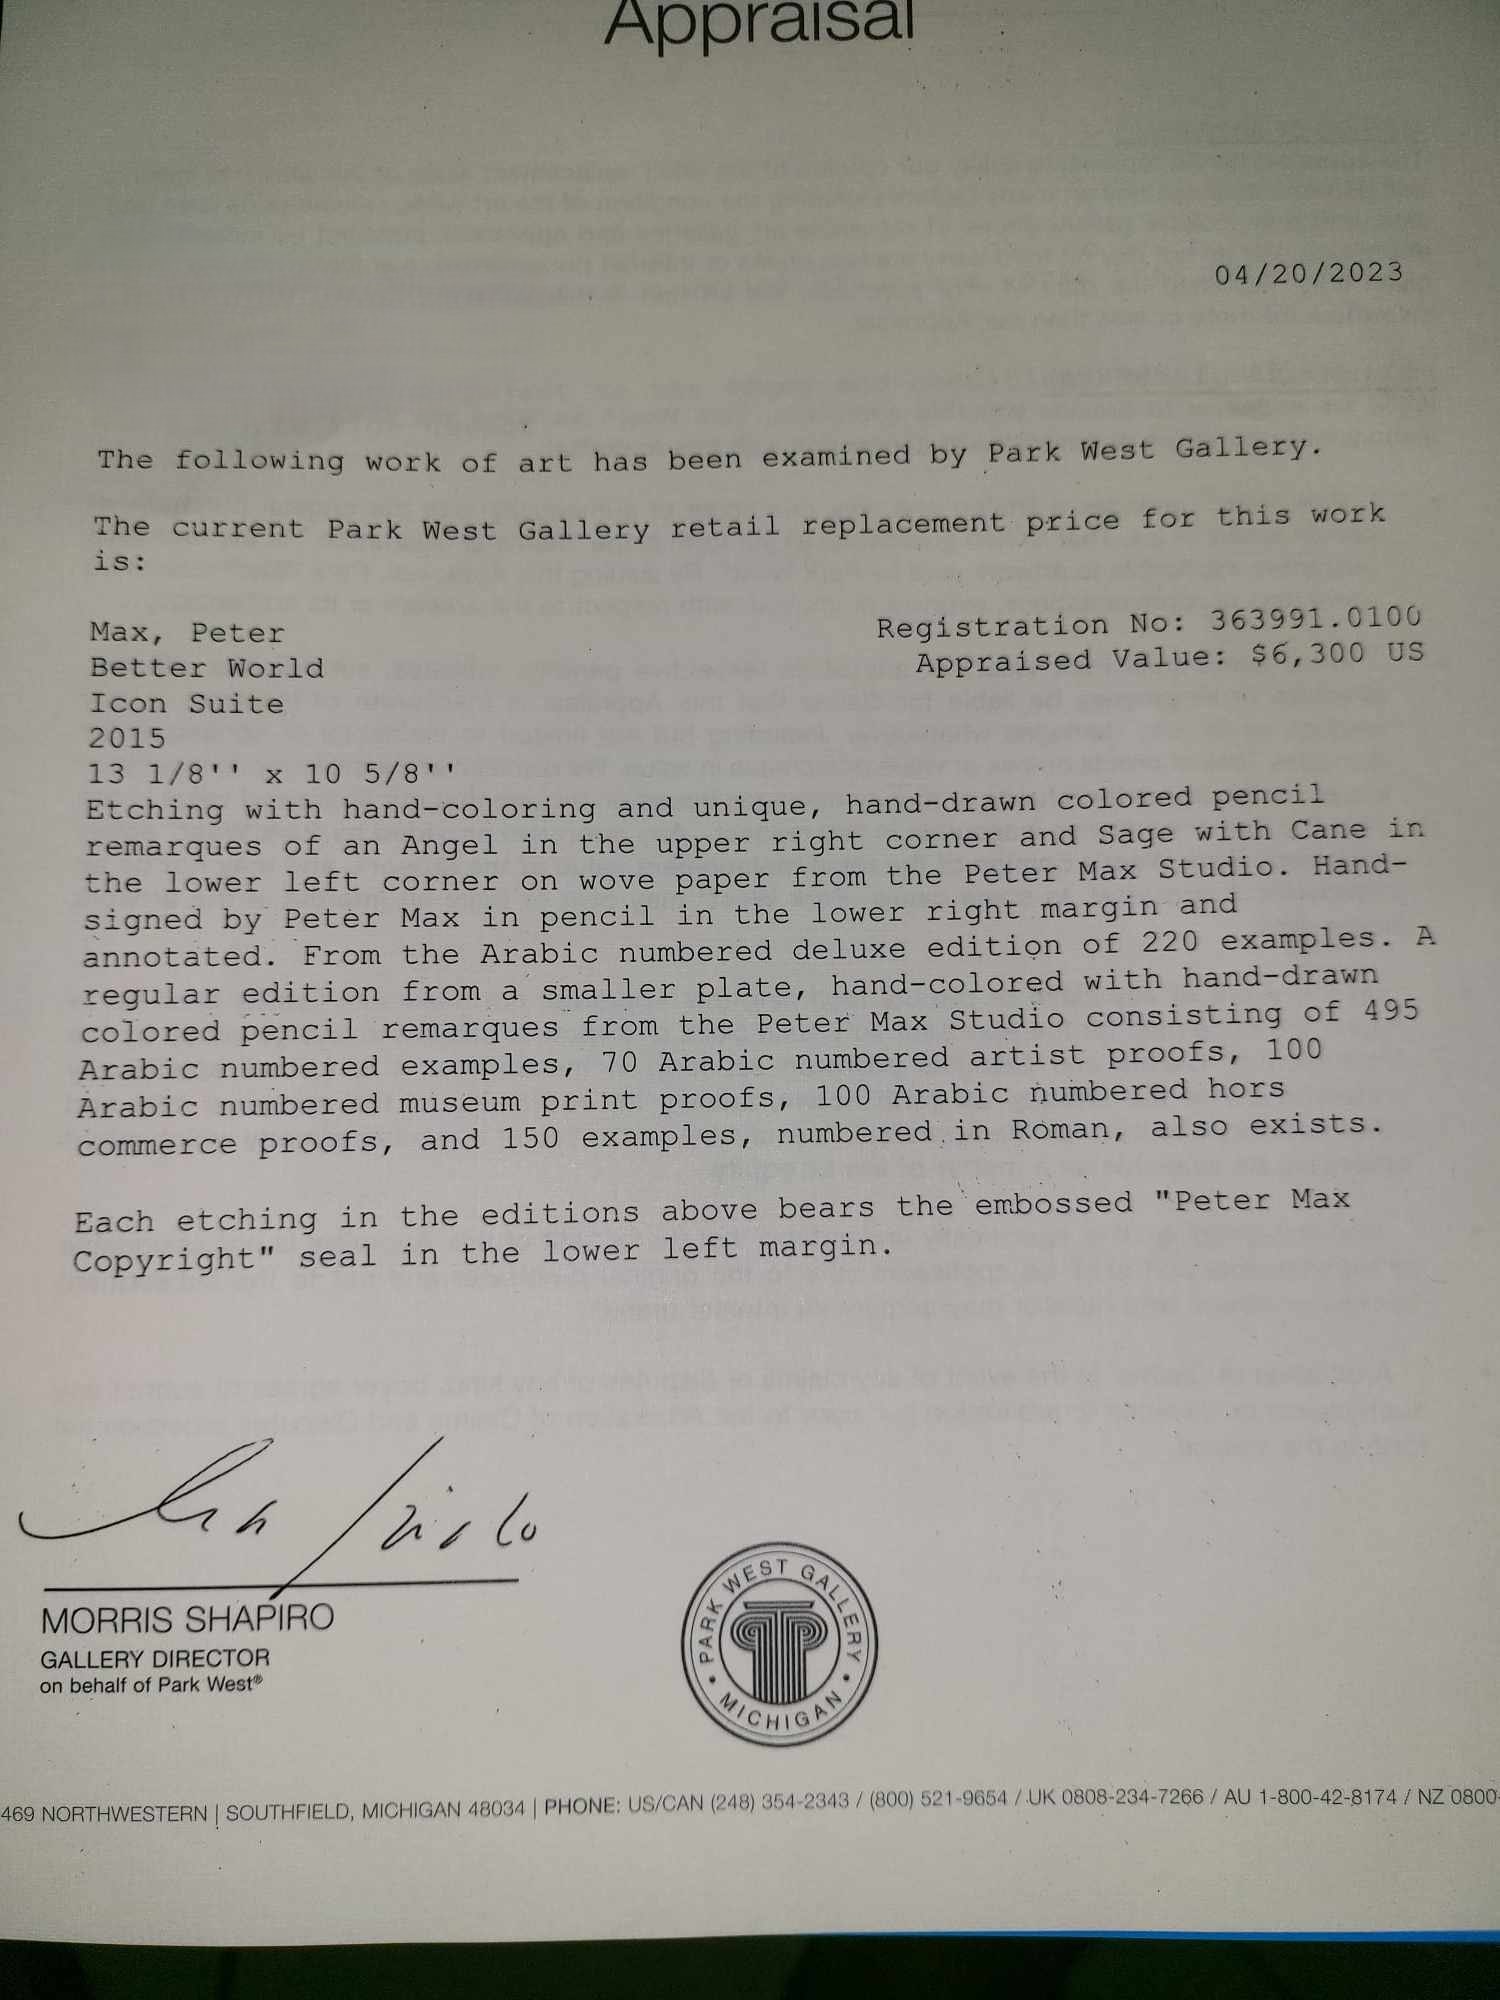 Appraisal
04/20/2023
The following work of art has been examined by Park West Gallery.
The current Park West Gallery retail replacement price for this work
is:
Max, Peter
Registration No: 363991.0100
Better World
Appraised Value: $6,300 US
Icon Suite
2015
13 1/8'' x 10 5/8''
Etching with hand-coloring and unique, hand-drawn colored pencil
remarques of an Angel in the upper right corner and Sage with Cane in
the lower left corner on wove paper from the Peter Max Studio. Hand-
signed by Peter Max in pencil in the lower right margin and
annotated. From the Arabic numbered deluxe edition of 220 examples. A
regular edition from a smaller plate, hand-colored with hand-drawn
colored pencil remarques from the Peter Max Studio consisting of 495
Arabic numbered examples, 70 Arabic numbered artist proofs, 100
Arabic numbered museum print proofs, 100 Arabic numbered hors
commerce proofs, and 150 examples, numbered in Roman, also exists.
Each etching in the editions above bears the embossed "Peter Max
Copyright" seal in the lower left margin.
MORRIS SHAPIRO
GALLERY DIRECTOR
on behalf of Park West®
PARK WEST GALLERY • MICHIGAN •
469 NORTHWESTERN | SOUTHFIELD, MICHIGAN 48034 | PHONE: US/CAN (248) 354-2343 / (800) 521-9654 / UK 0808-234-7266 / AU 1-800-42-8174 / NZ 0800-